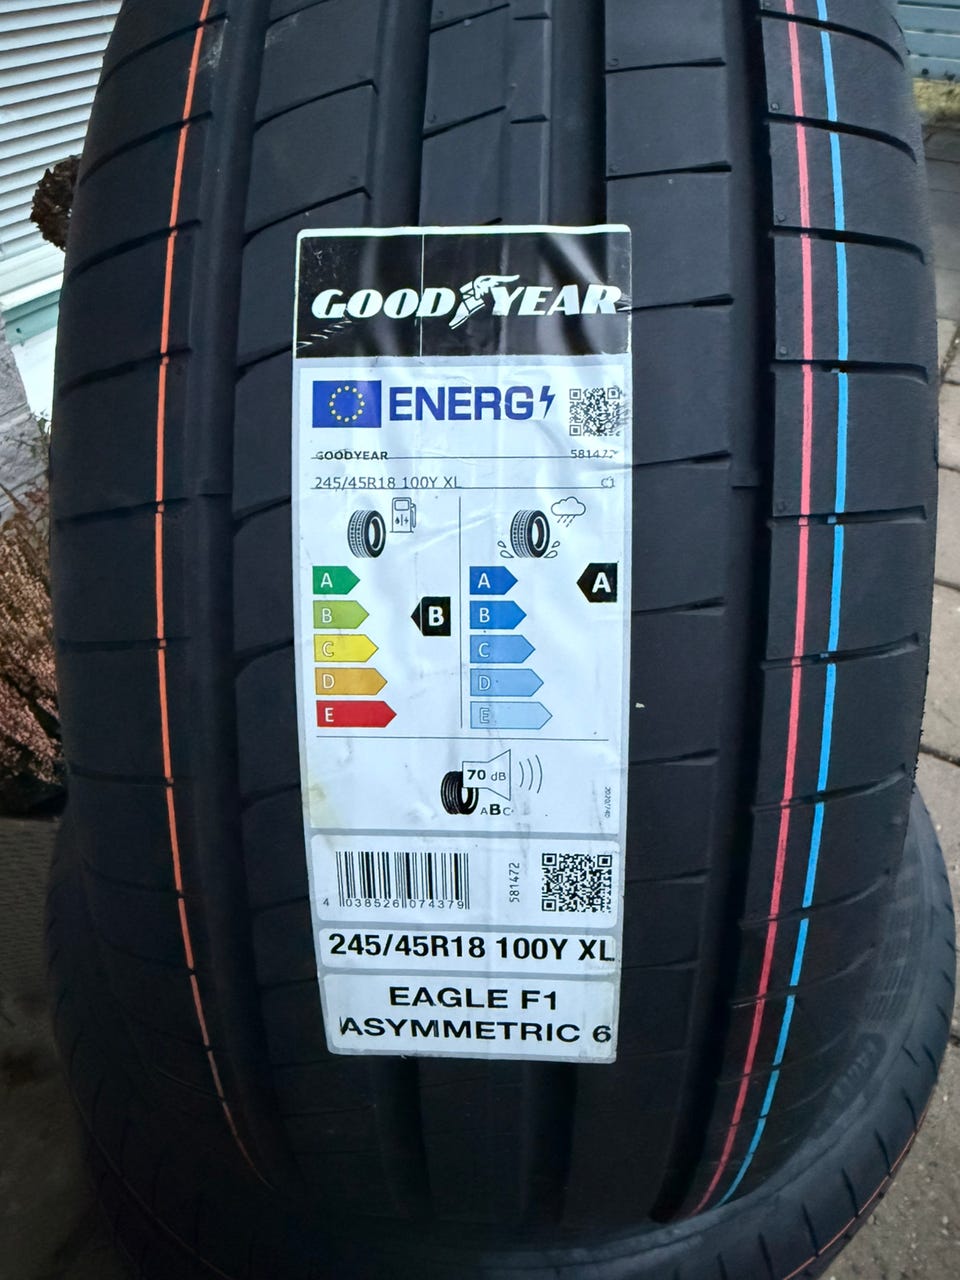 GOODYEAR
ENERG
GOODYEAR 581472
245/45R18 100Y XL C1
A A A
B B B
C C
D D
E E
70 dB
ABC
2020/740
4 038526 074379
581472
245/45R18 100Y XL
EAGLE F1
ASYMMETRIC 6